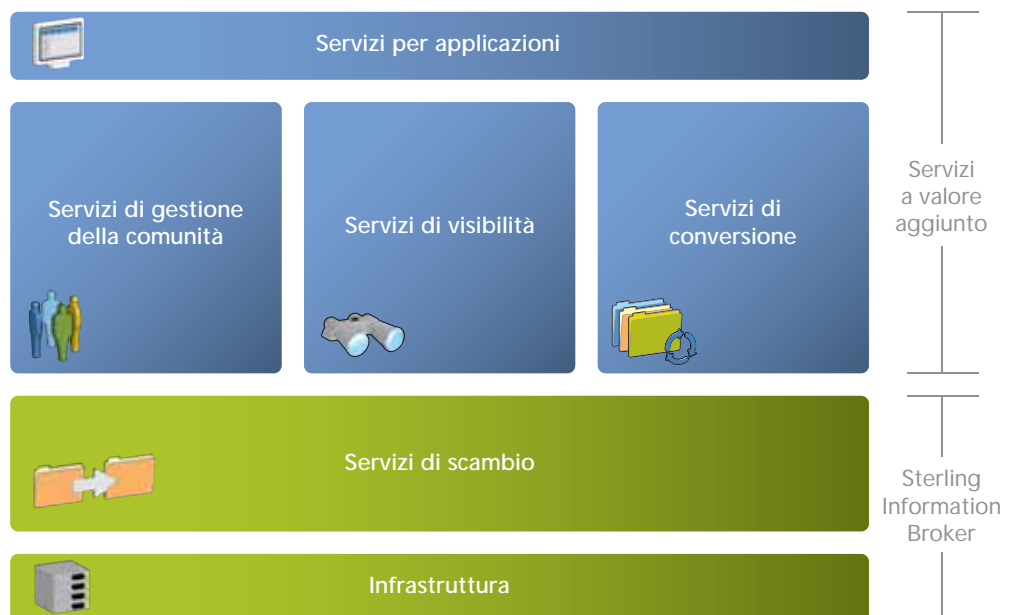 Servizi per applicazioni
Servizi di gestione
della comunità
Servizi di visibilità
Servizi di
conversione
Servizi
a valore
aggiunto
Servizi di scambio
Sterling
Information
Broker
Infrastruttura